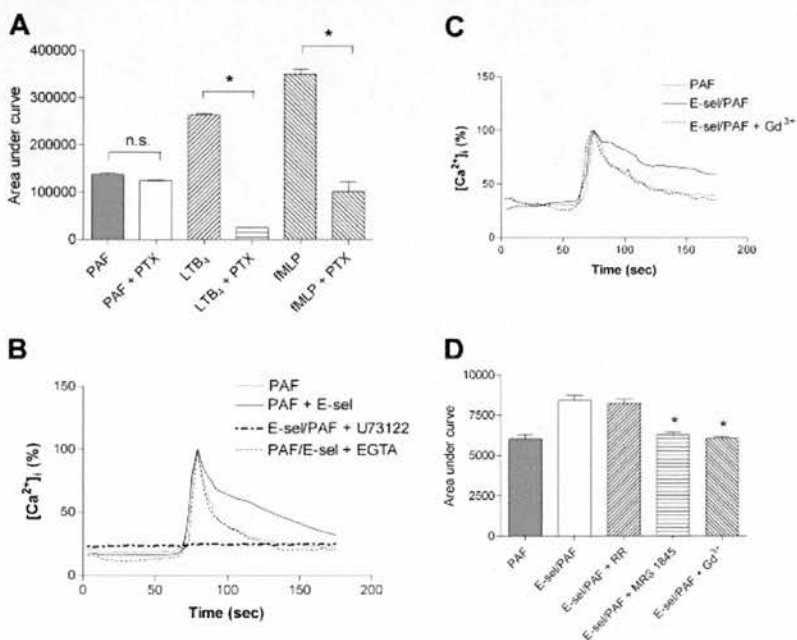 A
400000
300000
200000
100000
0
Area under curve
n.s.
*
*
PAF
PAF + PTX
LTB4
LTB4 + PTX
fMLP
fMLP + PTX
C
150
100
50
0
[Ca2+]i (%)
PAF
E-sel/PAF
E-sel/PAF + Gd3+
0
50
100
150
200
Time (sec)
B
150
100
50
0
[Ca2+]i (%)
PAF
PAF + E-sel
E-sel/PAF + U73122
PAF/E-sel + EGTA
0
50
100
150
200
Time (sec)
D
10000
7500
5000
2500
0
Area under curve
*
*
PAF
E-sel/PAF
E-sel/PAF + RR
E-sel/PAF + MRS 1845
E-sel/PAF + Gd3+